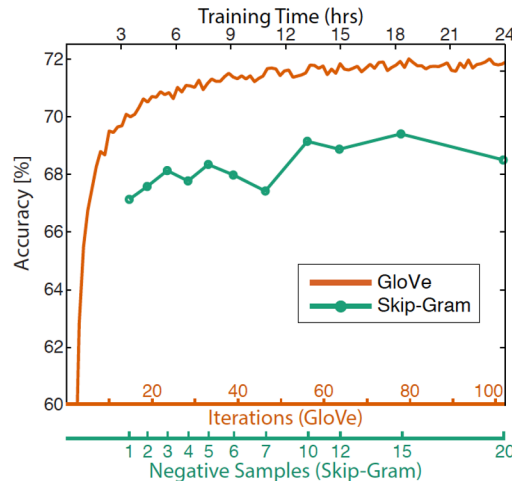 Training Time (hrs)
3 6 9 12 15 18 21 24
72
70
68
66
64
62
60
Accuracy [%]
GloVe
Skip-Gram
20 40 60 80 100
Iterations (GloVe)
1 2 3 4 5 6 7 10 12 15 20
Negative Samples (Skip-Gram)